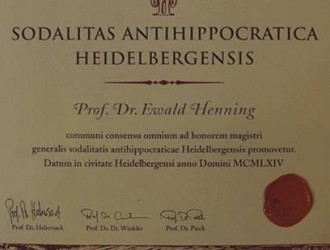 SODALITAS ANTIHIPPOCRATICA
HEIDELBERGENSIS
Prof. Dr. Ewald Henning
communi consensu omnium ad honorem magistri
generalis sodalitatis antihippocraticae Heidelbergensis promovetur.
Datum in civitate Heidelbergensi anno Domini MCMLXIV
Prof. Dr. Habersack
Prof. Dr. Dr. Winkler
Prof. Dr. Pieck